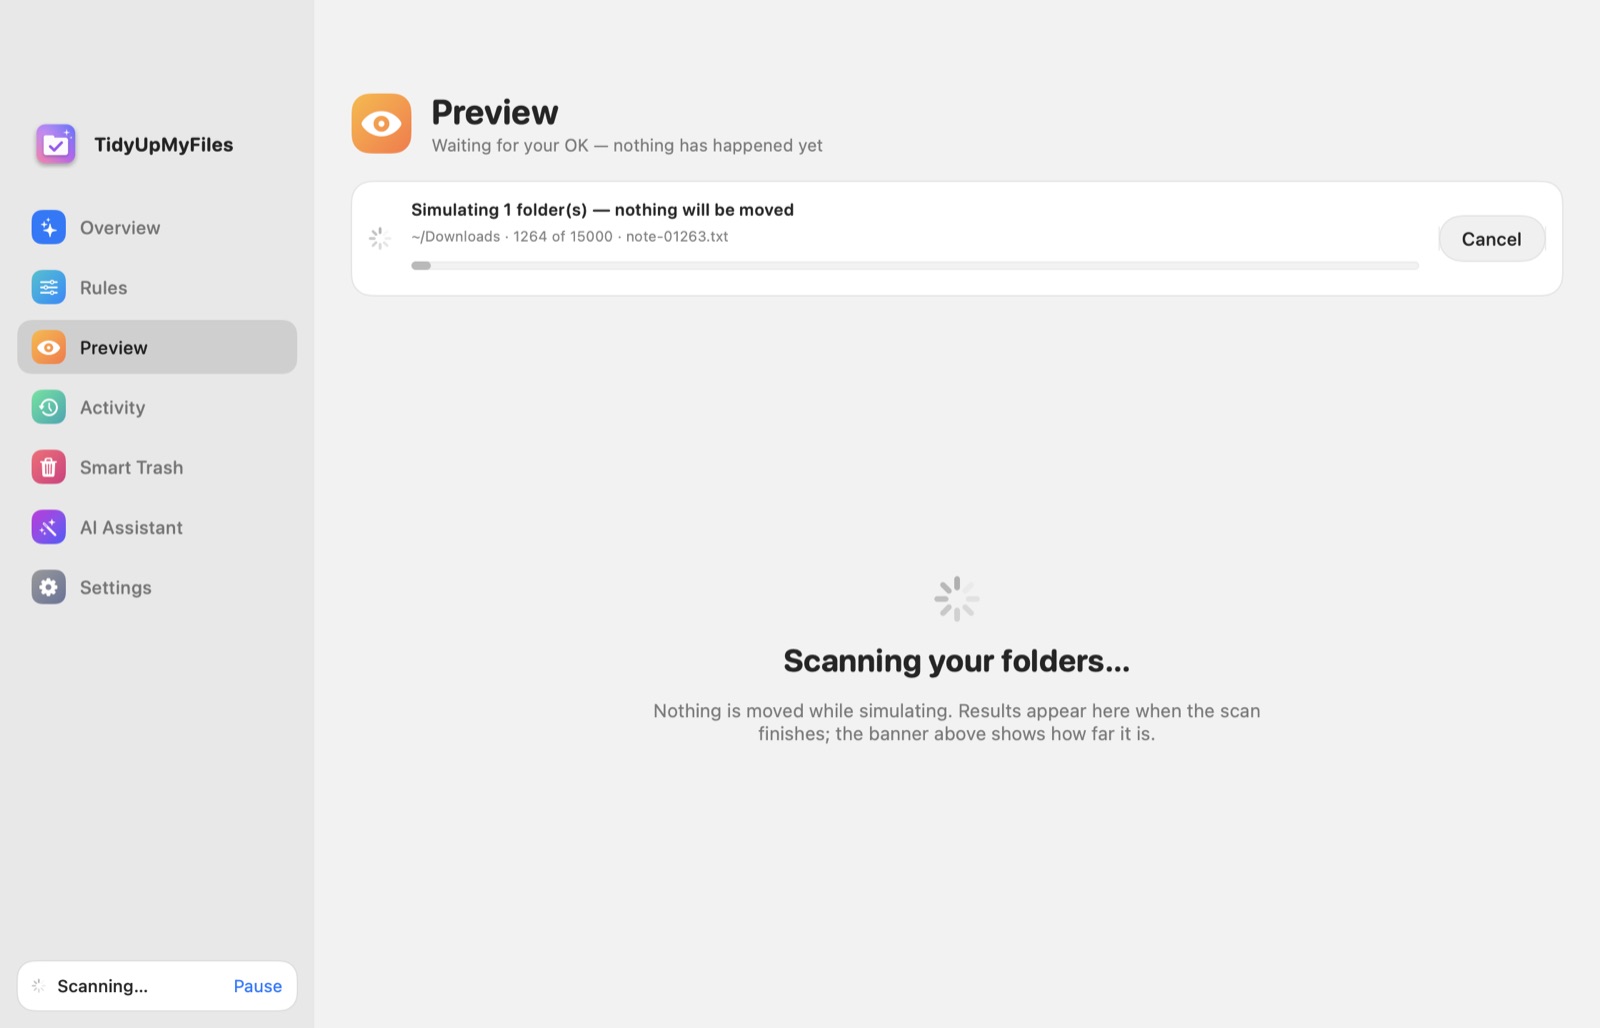 TidyUpMyFiles
Overview
Rules
Preview
Activity
Smart Trash
AI Assistant
Settings
Scanning...
Pause
Preview
Waiting for your OK — nothing has happened yet
Simulating 1 folder(s) — nothing will be moved
~/Downloads · 1264 of 15000 · note-01263.txt
Cancel
Scanning your folders...
Nothing is moved while simulating. Results appear here when the scan
finishes; the banner above shows how far it is.